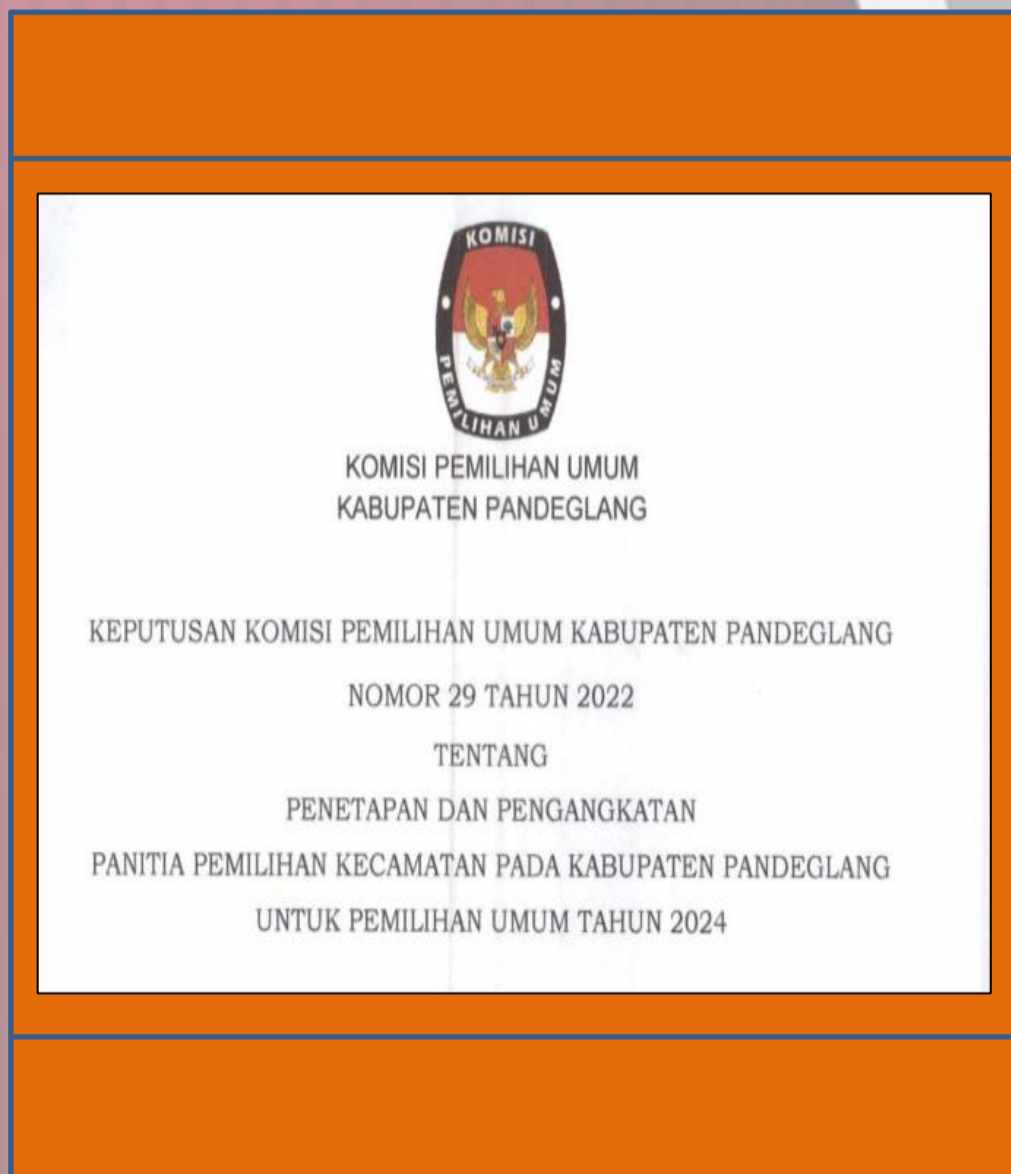 KOMISI
PEMILIHAN UMUM
KOMISI PEMILIHAN UMUM
KABUPATEN PANDEGLANG
KEPUTUSAN KOMISI PEMILIHAN UMUM KABUPATEN PANDEGLANG
NOMOR 29 TAHUN 2022
TENTANG
PENETAPAN DAN PENGANGKATAN
PANITIA PEMILIHAN KECAMATAN PADA KABUPATEN PANDEGLANG
UNTUK PEMILIHAN UMUM TAHUN 2024